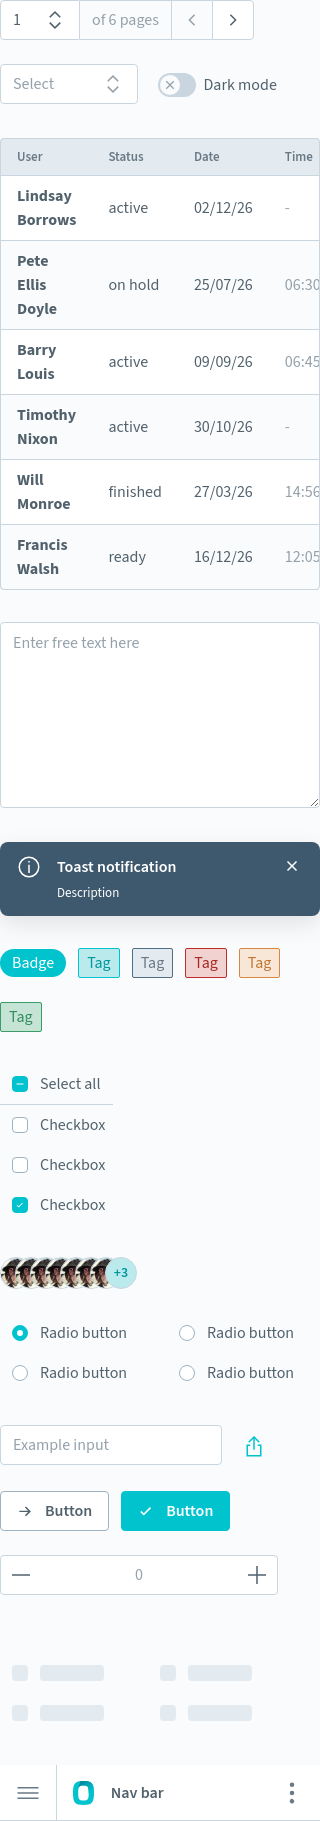 1 of 6 pages
Select Dark mode
User Status Date Time
Lindsay
Borrows active 02/12/26 -
Pete
Ellis
Doyle on hold 25/07/26 06:30
Barry
Louis active 09/09/26 06:45
Timothy
Nixon active 30/10/26 -
Will
Monroe finished 27/03/26 14:56
Francis
Walsh ready 16/12/26 12:05
Enter free text here
Toast notification
Description
Badge Tag Tag Tag Tag
Tag
Select all
Checkbox
Checkbox
Checkbox
+3
Radio button Radio button
Radio button Radio button
Example input
Button Button
0
Nav bar